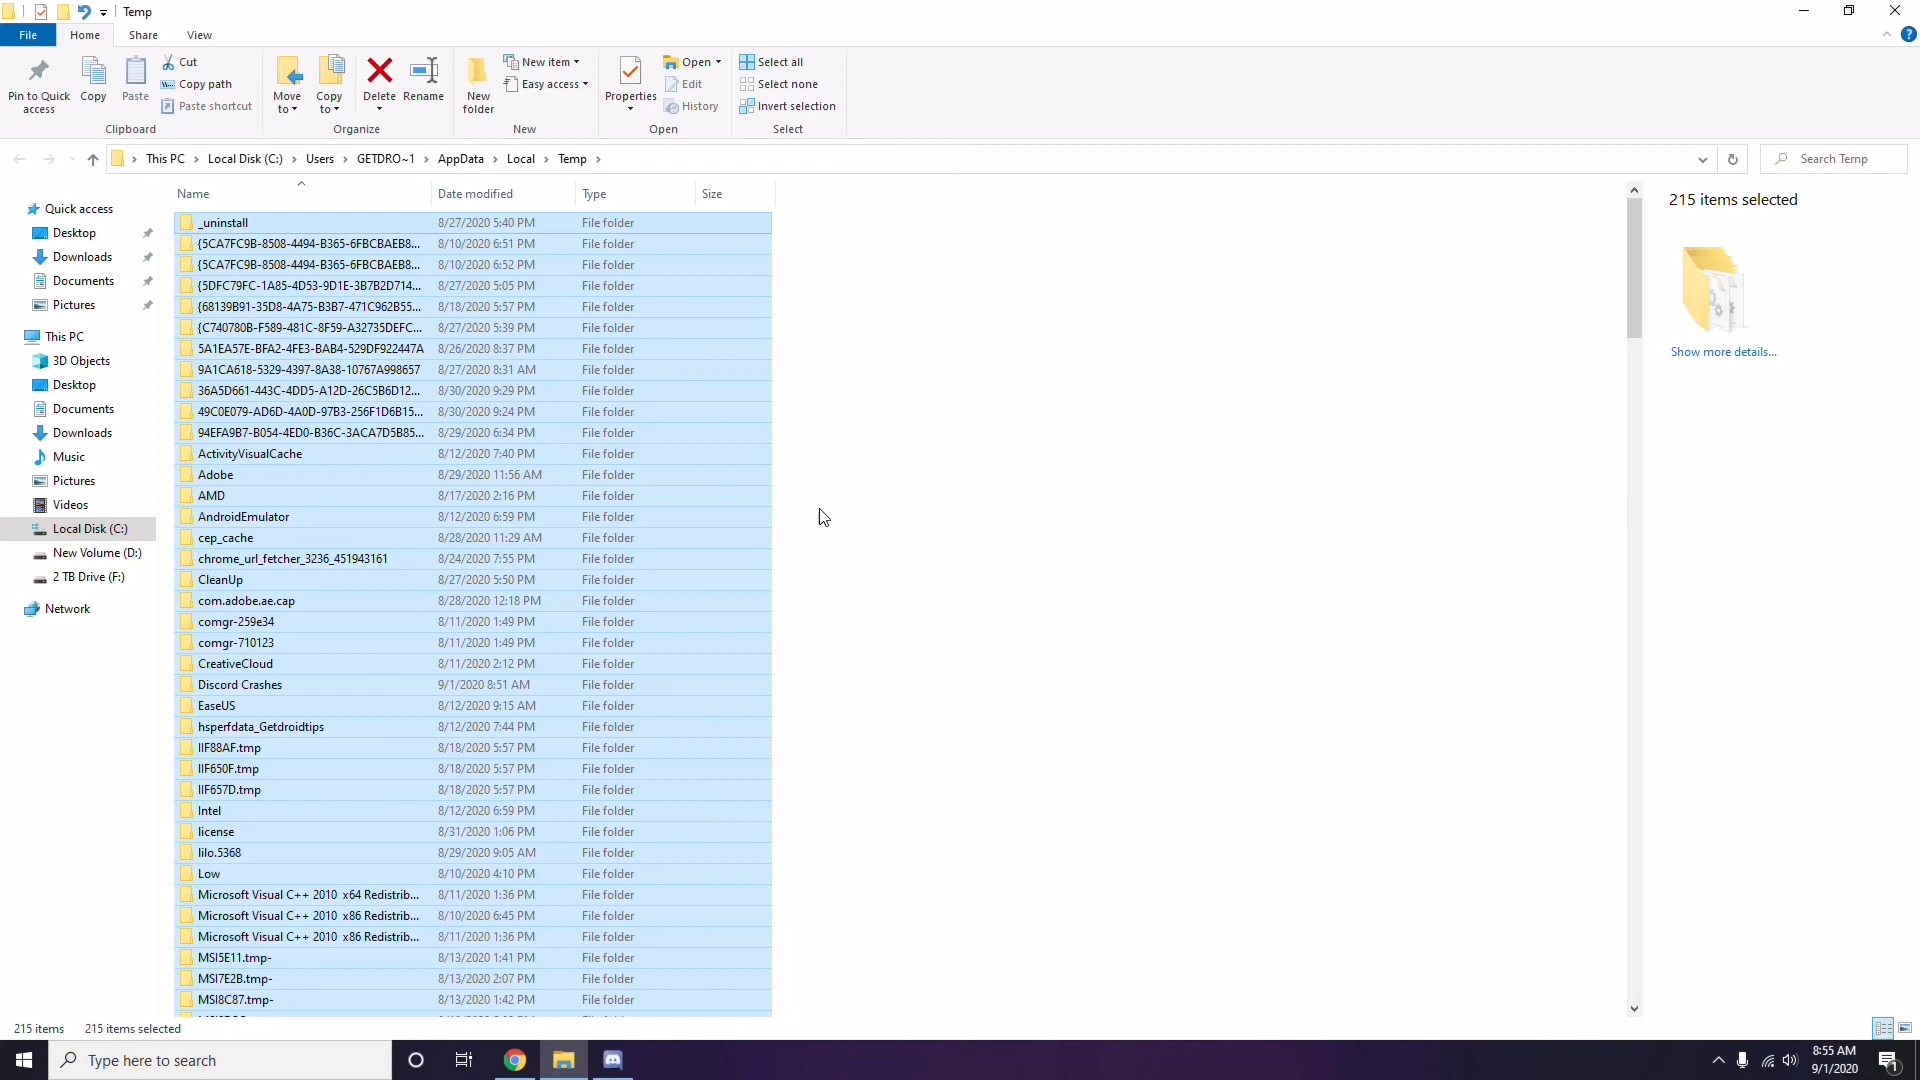 Temp
File Home Share View
Pin to Quick access
Copy
Paste
Cut
Copy path
Paste shortcut
Clipboard
Move to
Copy to
Delete
Rename
Organize
New folder
New item
Easy access
New
Properties
Open
Edit
History
Open
Select all
Select none
Invert selection
Select
This PC > Local Disk (C:) > Users > GETDRO~1 > AppData > Local > Temp >
Search Temp
Quick access
Desktop
Downloads
Documents
Pictures
This PC
3D Objects
Desktop
Documents
Downloads
Music
Pictures
Videos
Local Disk (C:)
New Volume (D:)
2 TB Drive (F:)
Network
Name Date modified Type Size
_uninstall 8/27/2020 5:40 PM File folder
{5CA7FC9B-8508-4494-B365-6FBCBAEB8... 8/10/2020 6:51 PM File folder
{5CA7FC9B-8508-4494-B365-6FBCBAEB8... 8/10/2020 6:52 PM File folder
{5DFC79FC-1A85-4D53-9D1E-3B7B2D714... 8/27/2020 5:05 PM File folder
{68139B91-35D8-4A75-B3B7-471C962B55... 8/18/2020 5:57 PM File folder
{C740780B-F589-481C-8F59-A32735DEFC... 8/27/2020 5:39 PM File folder
5A1EA57E-BFA2-4FE3-BAB4-529DF922447A 8/26/2020 8:37 PM File folder
9A1CA618-5329-4397-8A38-10767A998657 8/27/2020 8:31 AM File folder
36A5D661-443C-4DD5-A12D-26C5B6D12... 8/30/2020 9:29 PM File folder
49C0E079-AD6D-4A0D-97B3-256F1D6B15... 8/30/2020 9:24 PM File folder
94EFA9B7-B054-4ED0-B36C-3ACA7D5B85... 8/29/2020 6:34 PM File folder
ActivityVisualCache 8/12/2020 7:40 PM File folder
Adobe 8/29/2020 11:56 AM File folder
AMD 8/17/2020 2:16 PM File folder
AndroidEmulator 8/12/2020 6:59 PM File folder
cep_cache 8/28/2020 11:29 AM File folder
chrome_url_fetcher_3236_451943161 8/24/2020 7:55 PM File folder
CleanUp 8/27/2020 5:50 PM File folder
com.adobe.ae.cap 8/28/2020 12:18 PM File folder
comgr-259e34 8/11/2020 1:49 PM File folder
comgr-710123 8/11/2020 1:49 PM File folder
CreativeCloud 8/11/2020 2:12 PM File folder
Discord Crashes 9/1/2020 8:51 AM File folder
EaseUS 8/12/2020 9:15 AM File folder
hsperfdata_Getdroidtips 8/12/2020 7:44 PM File folder
IIF88AF.tmp 8/18/2020 5:57 PM File folder
IIF650F.tmp 8/18/2020 5:57 PM File folder
IIF657D.tmp 8/18/2020 5:57 PM File folder
Intel 8/12/2020 6:59 PM File folder
license 8/31/2020 1:06 PM File folder
lilo.5368 8/29/2020 9:05 AM File folder
Low 8/10/2020 4:10 PM File folder
Microsoft Visual C++ 2010 x64 Redistrib... 8/11/2020 1:36 PM File folder
Microsoft Visual C++ 2010 x86 Redistrib... 8/10/2020 6:45 PM File folder
Microsoft Visual C++ 2010 x86 Redistrib... 8/11/2020 1:36 PM File folder
MSI5E11.tmp- 8/13/2020 1:41 PM File folder
MSI7E2B.tmp- 8/13/2020 2:07 PM File folder
MSI8C87.tmp- 8/13/2020 1:42 PM File folder
215 items selected
Show more details...
215 items 215 items selected
Type here to search
8:55 AM
9/1/2020
1